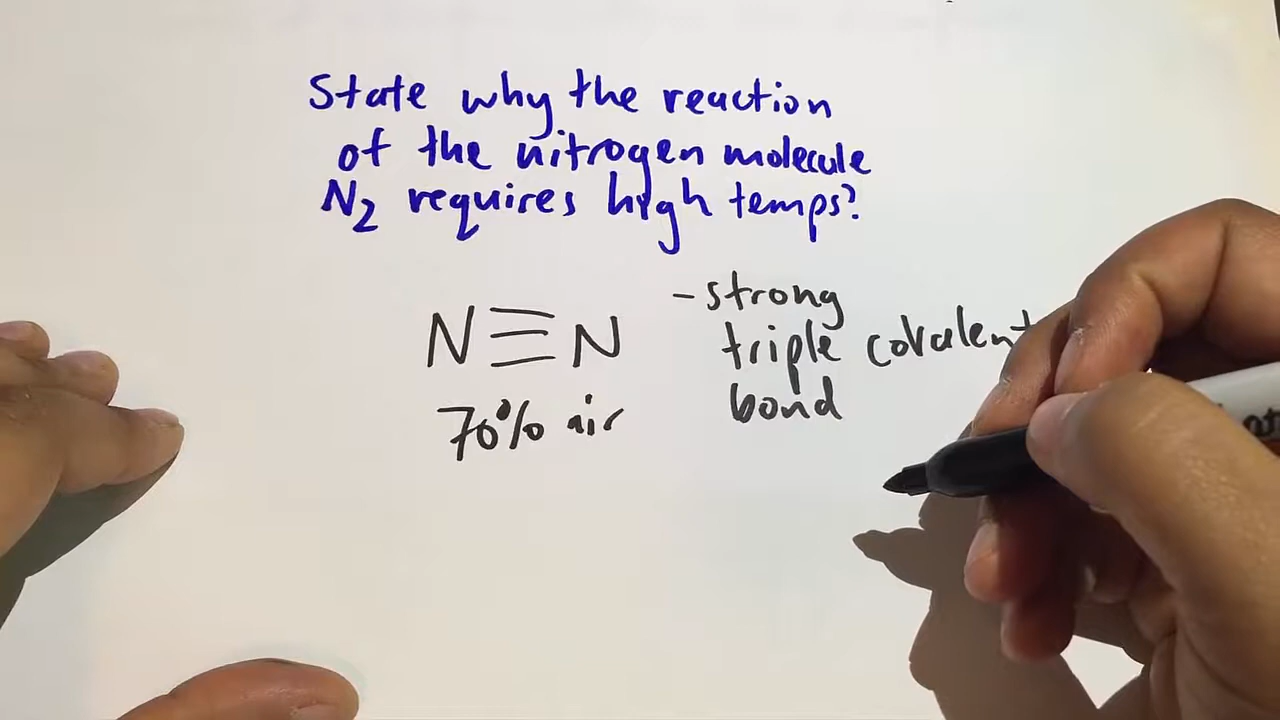 State why the reaction
of the nitrogen molecule
N2 requires high temps?
N≡N
70% air
-strong
triple covalent
bond